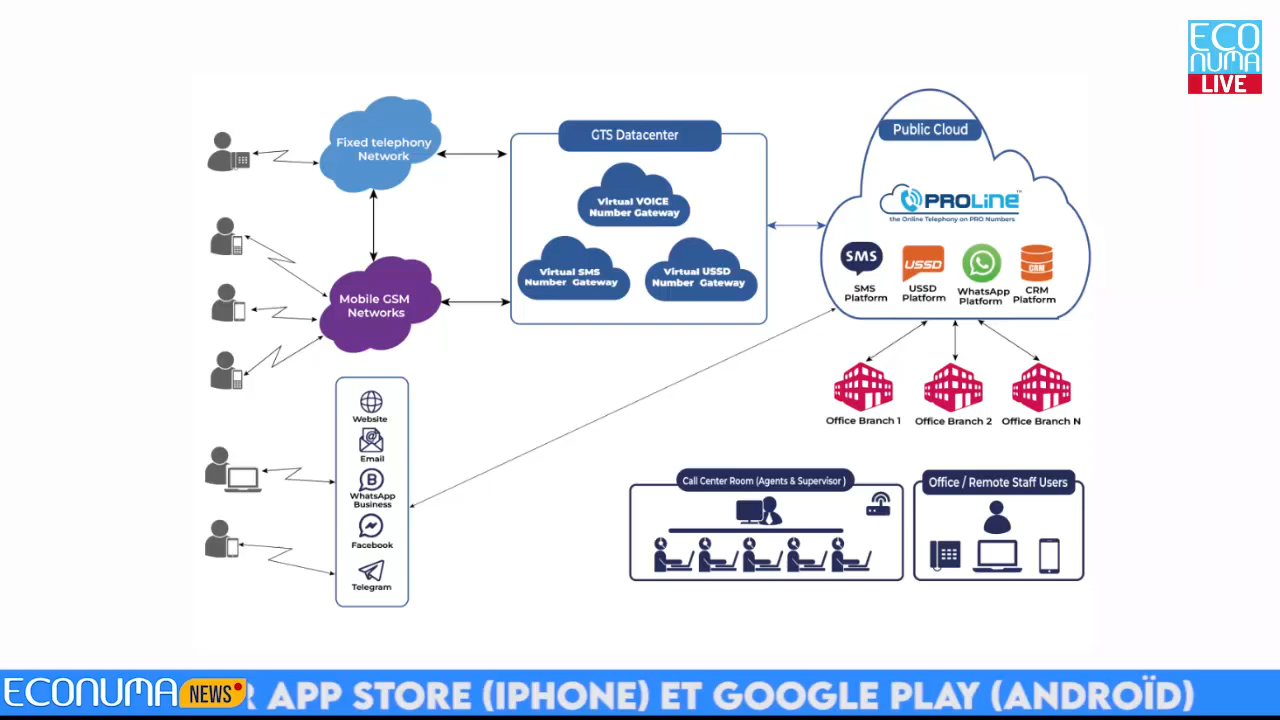 ECO
NUMA
LIVE
Fixed telephony
Network
Mobile GSM
Networks
GTS Datacenter
Virtual VOICE
Number Gateway
Virtual SMS
Number Gateway
Virtual USSD
Number Gateway
Public Cloud
PROLINE™
the Online Telephony on PRO Numbers
SMS
SMS
Platform
USSD
USSD
Platform
WhatsApp
Platform
CRM
CRM
Platform
Office Branch 1
Office Branch 2
Office Branch N
Website
Email
B
WhatsApp
Business
Facebook
Telegram
Call Center Room (Agents & Supervisor )
Office / Remote Staff Users
ECONUMA NEWS
R APP STORE (IPHONE) ET GOOGLE PLAY (ANDROÏD)